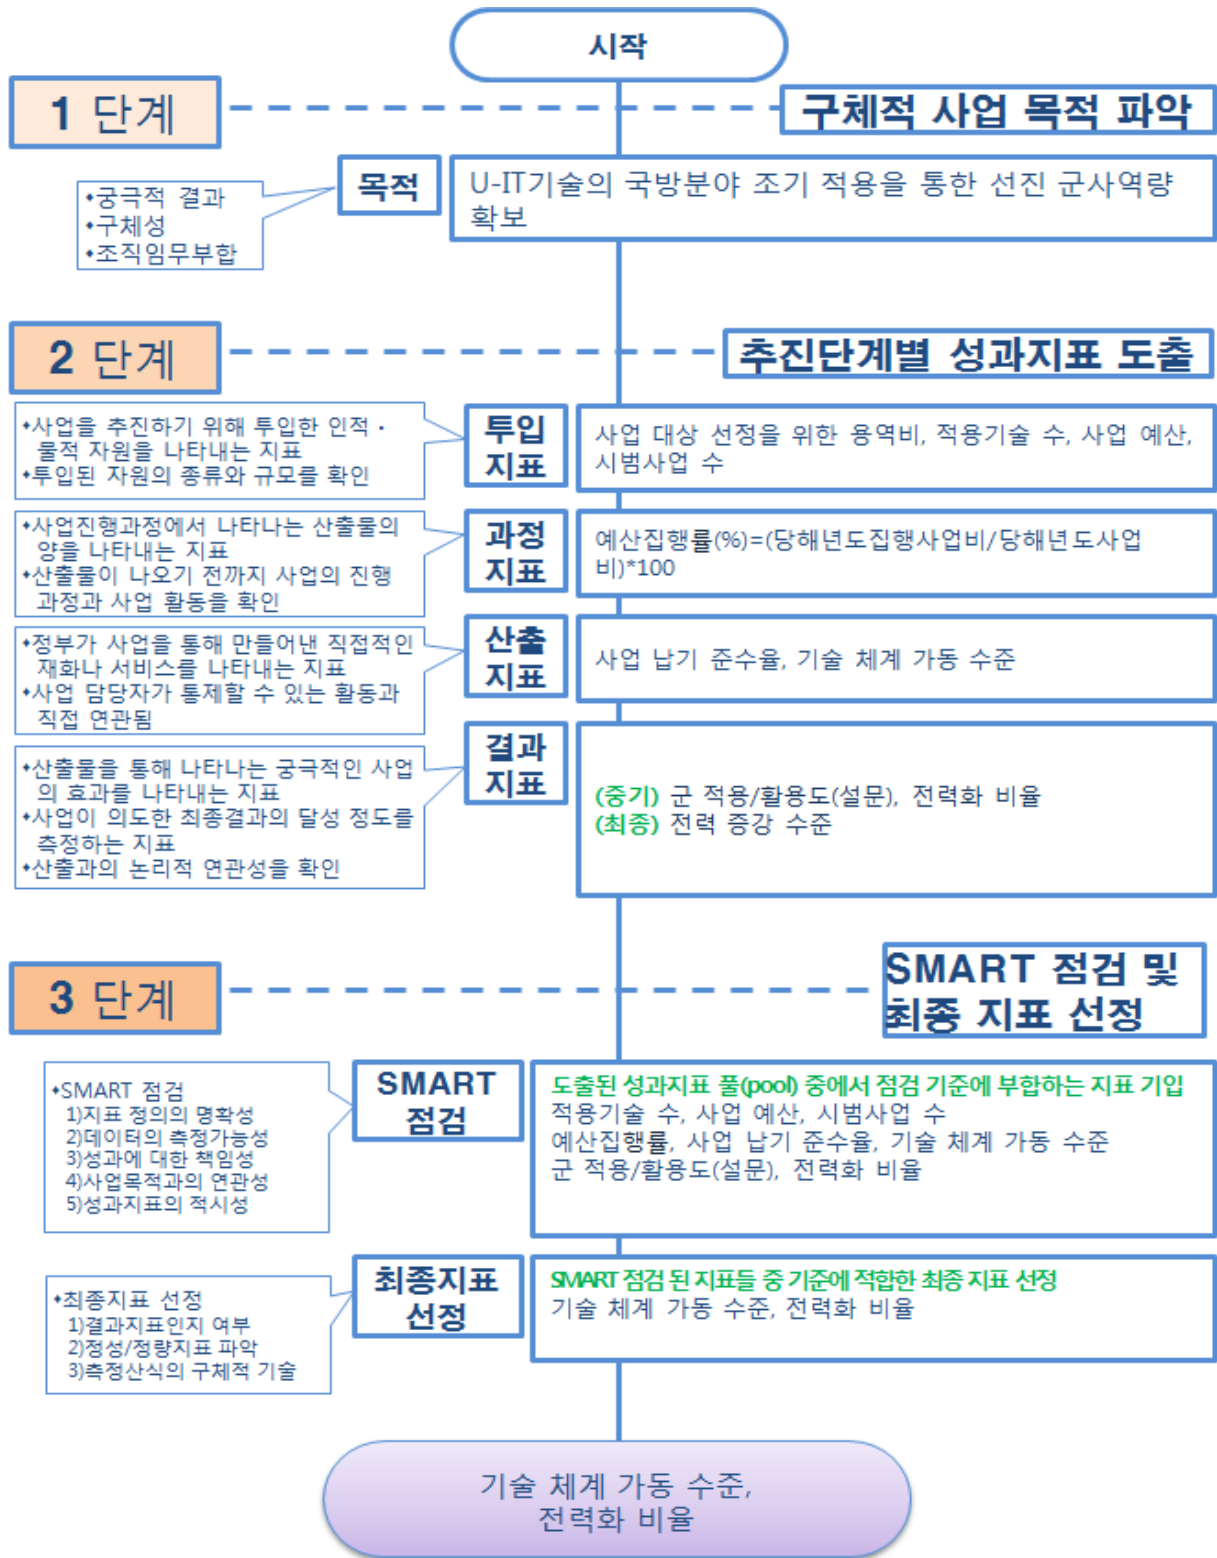 시작
1 단계
구체적 사업 목적 파악
•궁극적 결과
•구체성
•조직임무부합
목적
U-IT기술의 국방분야 조기 적용을 통한 선진 군사역량
확보
2 단계
추진단계별 성과지표 도출
•사업을 추진하기 위해 투입한 인적·
물적 자원을 나타내는 지표
•투입된 자원의 종류와 규모를 확인
투입
지표
사업 대상 선정을 위한 용역비, 적용기술 수, 사업 예산,
시범사업 수
•사업진행과정에서 나타나는 산출물의
양을 나타내는 지표
•산출물이 나오기 전까지 사업의 진행
과정과 사업 활동을 확인
과정
지표
예산집행률(%)=(당해년도집행사업비/당해년도사업
비)*100
•정부가 사업을 통해 만들어낸 직접적인
재화나 서비스를 나타내는 지표
•사업 담당자가 통제할 수 있는 활동과
직접 연관됨
산출
지표
사업 납기 준수율, 기술 체계 가동 수준
•산출물을 통해 나타나는 궁극적인 사업
의 효과를 나타내는 지표
•사업이 의도한 최종결과의 달성 정도를
측정하는 지표
•산출과의 논리적 연관성을 확인
결과
지표
(중기) 군 적용/활용도(설문), 전력화 비율
(최종) 전력 증강 수준
3 단계
SMART 점검 및
최종 지표 선정
•SMART 점검
1)지표 정의의 명확성
2)데이터의 측정가능성
3)성과에 대한 책임성
4)사업목적과의 연관성
5)성과지표의 적시성
SMART
점검
도출된 성과지표 풀(pool) 중에서 점검 기준에 부합하는 지표 기입
적용기술 수, 사업 예산, 시범사업 수
예산집행률, 사업 납기 준수율, 기술 체계 가동 수준
군 적용/활용도(설문), 전력화 비율
•최종지표 선정
1)결과지표인지 여부
2)정성/정량지표 파악
3)측정산식의 구체적 기술
최종지표
선정
SMART 점검 된 지표들 중 기준에 적합한 최종 지표 선정
기술 체계 가동 수준, 전력화 비율
기술 체계 가동 수준,
전력화 비율